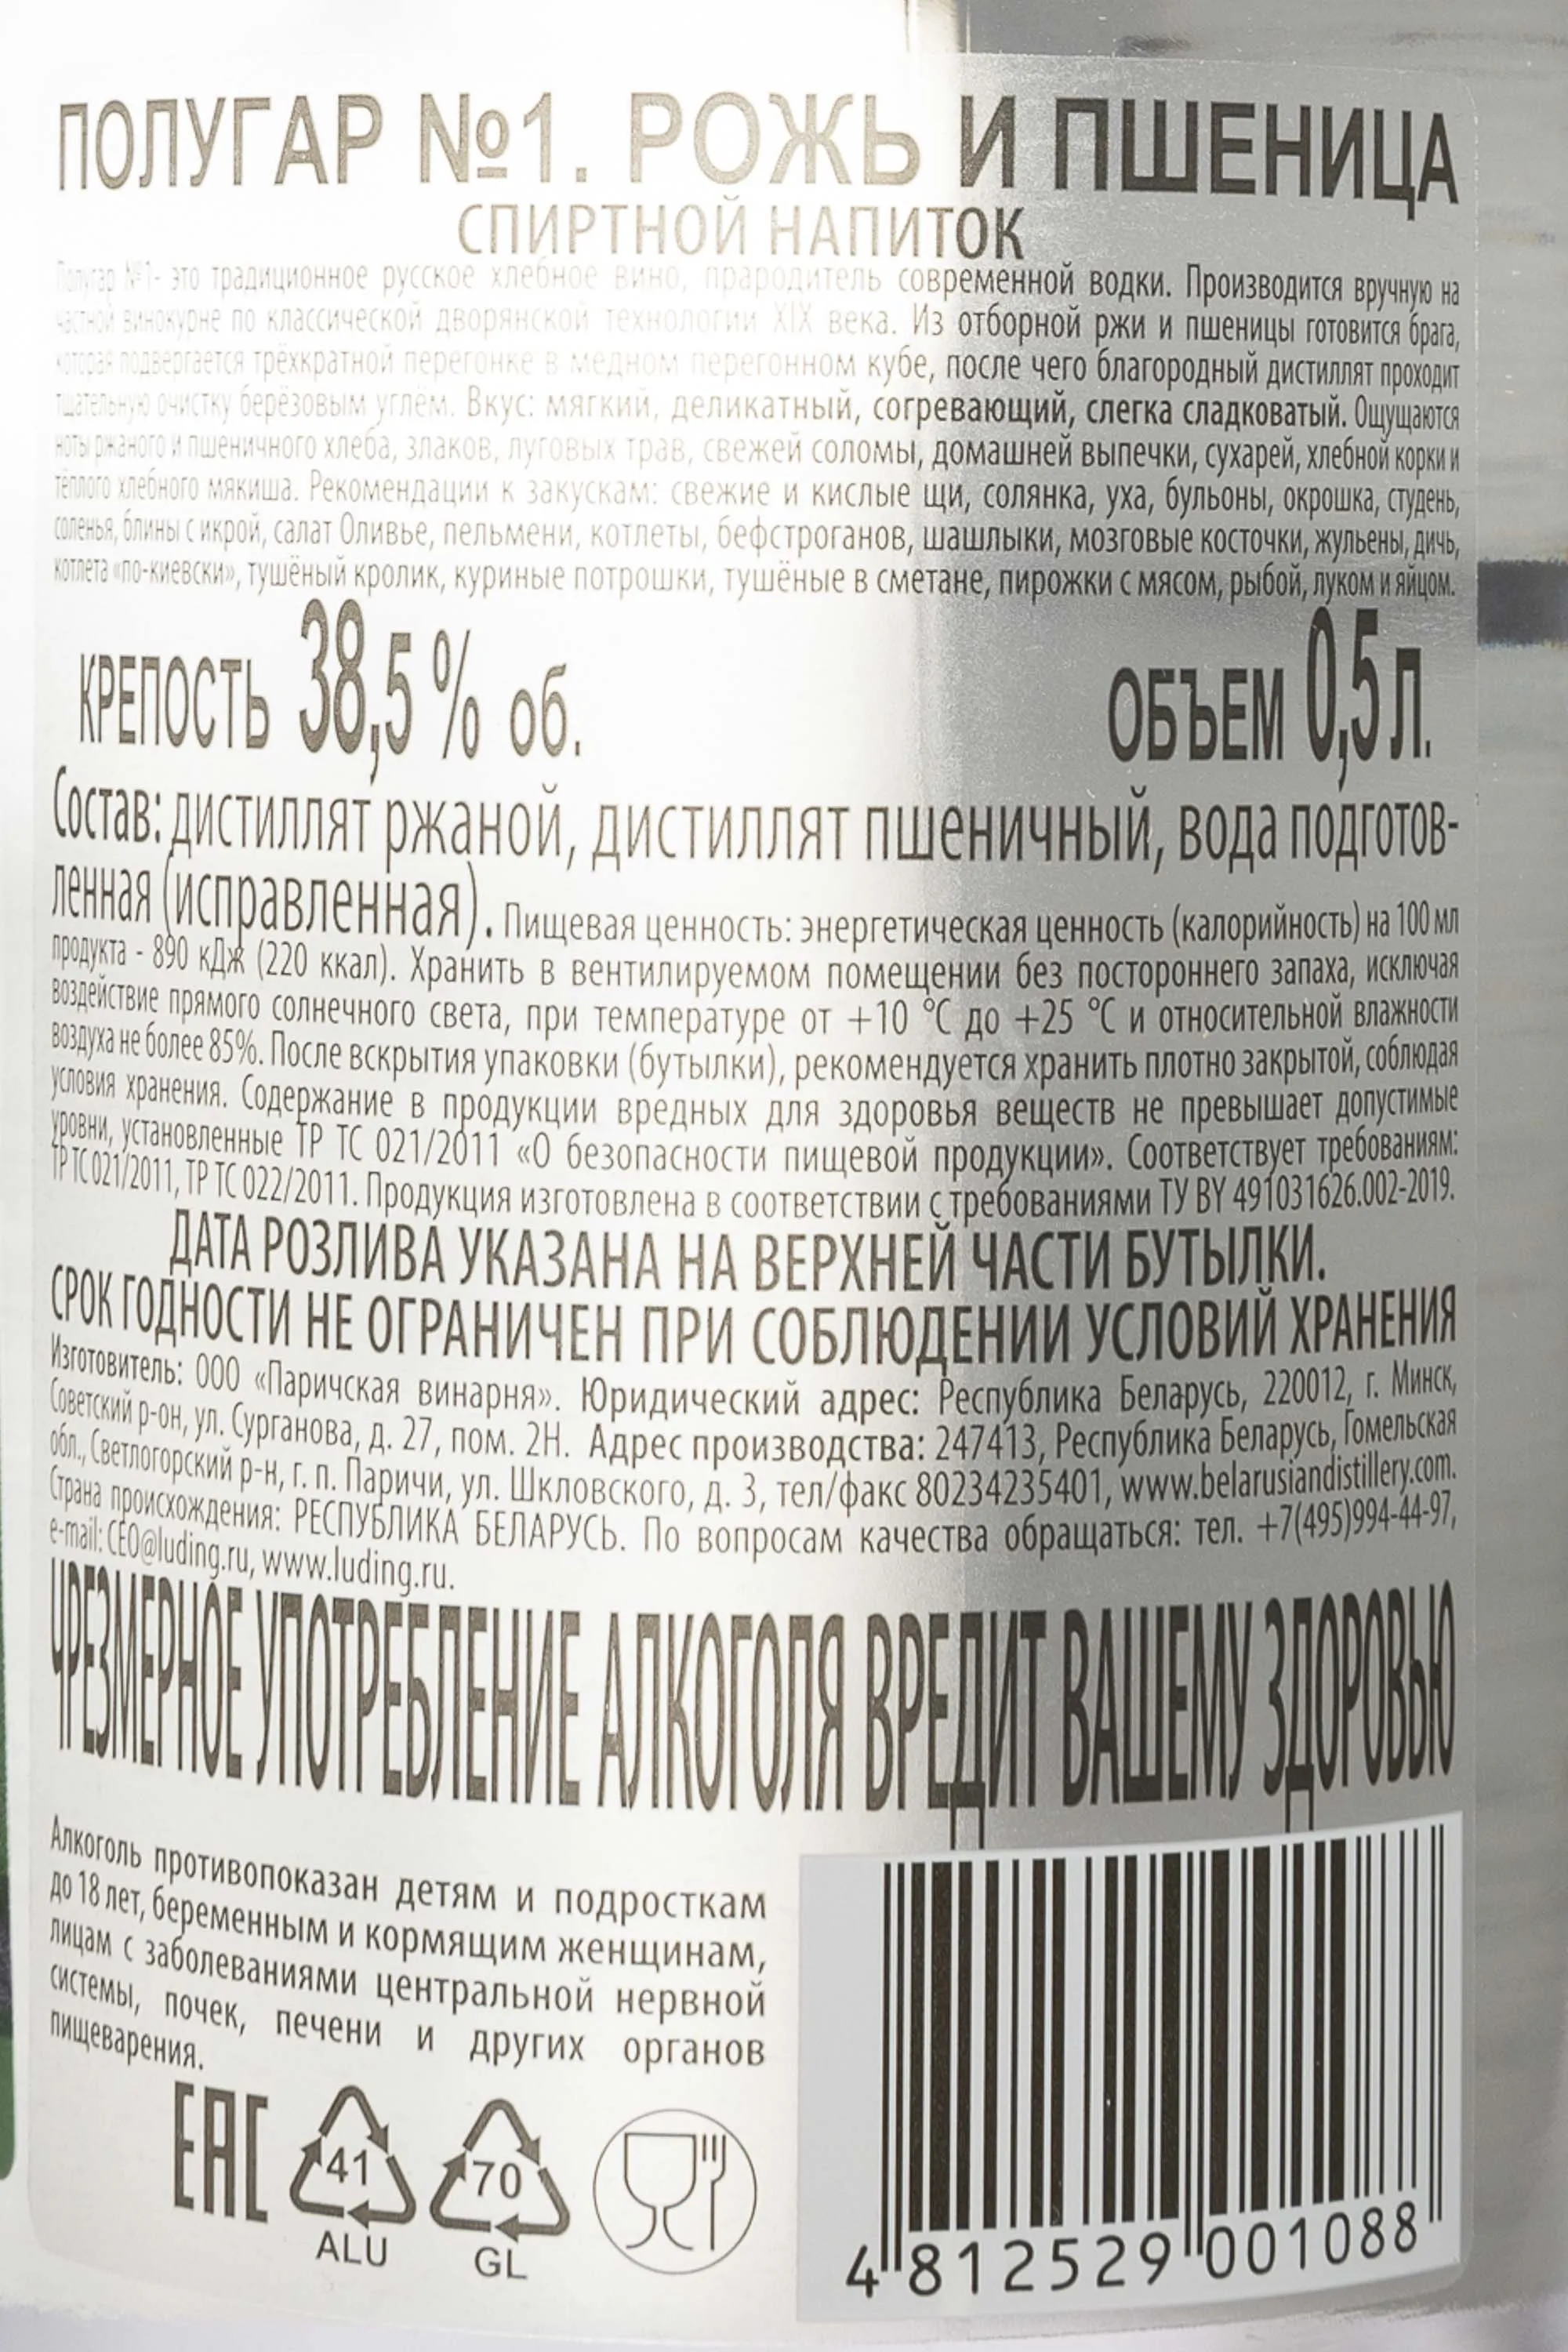 ПОЛУГАР №1. РОЖЬ И ПШЕНИЦА
СПИРТНОЙ НАПИТОК
Полугар №1- это традиционное русское хлебное вино, прародитель современной водки. Производится вручную на
частной винокурне по классической дворянской технологии XIX века. Из отборной ржи и пшеницы готовится брага,
которая подвергается трёхкратной перегонке в медном перегонном кубе, после чего благородный дистиллят проходит
тщательную очистку берёзовым углём. Вкус: мягкий, деликатный, согревающий, слегка сладковатый. Ощущаются
ноты ржаного и пшеничного хлеба, злаков, луговых трав, свежей соломы, домашней выпечки, сухарей, хлебной корки и
тёплого хлебного мякиша. Рекомендации к закускам: свежие и кислые щи, солянка, уха, бульоны, окрошка, студень,
соленья, блины с икрой, салат Оливье, пельмени, котлеты, бефстроганов, шашлыки, мозговые косточки, жульены, дичь,
котлета «по-киевски», тушёный кролик, куриные потрошки, тушёные в сметане, пирожки с мясом, рыбой, луком и яйцом.
КРЕПОСТЬ 38,5 % об. ОБЪЕМ 0,5 л.
Состав: дистиллят ржаной, дистиллят пшеничный, вода подготов-
ленная (исправленная). Пищевая ценность: энергетическая ценность (калорийность) на 100 мл
продукта - 890 кДж (220 ккал). Хранить в вентилируемом помещении без постороннего запаха, исключая
воздействие прямого солнечного света, при температуре от +10 °С до +25 °С и относительной влажности
воздуха не более 85%. После вскрытия упаковки (бутылки), рекомендуется хранить плотно закрытой, соблюдая
условия хранения. Содержание в продукции вредных для здоровья веществ не превышает допустимые
уровни, установленные ТР ТС 021/2011 «О безопасности пищевой продукции». Соответствует требованиям:
ТР ТС 021/2011, ТР ТС 022/2011. Продукция изготовлена в соответствии с требованиями ТУ BY 491031626.002-2019.
ДАТА РОЗЛИВА УКАЗАНА НА ВЕРХНЕЙ ЧАСТИ БУТЫЛКИ.
СРОК ГОДНОСТИ НЕ ОГРАНИЧЕН ПРИ СОБЛЮДЕНИИ УСЛОВИЙ ХРАНЕНИЯ
Изготовитель: ООО «Паричская винарня». Юридический адрес: Республика Беларусь, 220012, г. Минск,
Советский р-он, ул. Сурганова, д. 27, пом. 2Н. Адрес производства: 247413, Республика Беларусь, Гомельская
обл., Светлогорский р-н, г. п. Паричи, ул. Шкловского, д. 3, тел/факс 80234235401, www.belarusiandistillery.com.
Страна происхождения: РЕСПУБЛИКА БЕЛАРУСЬ. По вопросам качества обращаться: тел. +7(495)994-44-97,
e-mail: CEO@luding.ru, www.luding.ru.
ЧРЕЗМЕРНОЕ УПОТРЕБЛЕНИЕ АЛКОГОЛЯ ВРЕДИТ ВАШЕМУ ЗДОРОВЬЮ
Алкоголь противопоказан детям и подросткам
до 18 лет, беременным и кормящим женщинам,
лицам с заболеваниями центральной нервной
системы, почек, печени и других органов
пищеварения.
ЕАС
41
ALU
70
GL
4 812529 001088